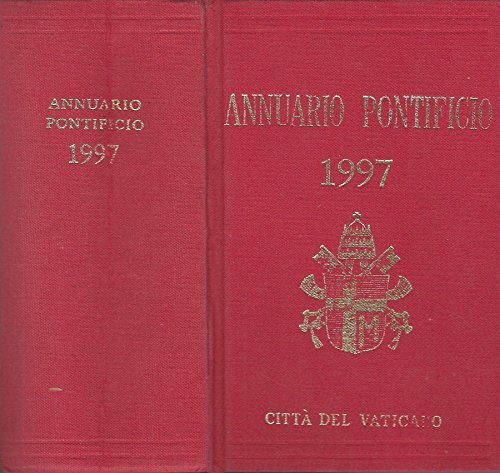 ANNUARIO
PONTIFICIO
1997
ANNUARIO PONTIFICIO
1997
M
CITTÀ DEL VATICANO